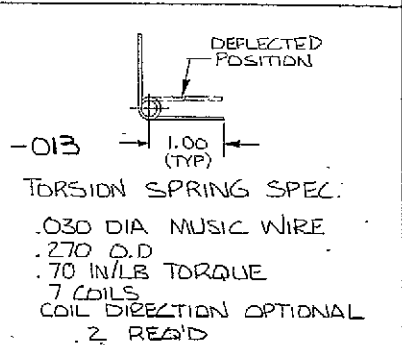 DEFLECTED
POSITION
-013
1.00
(TYP)
TORSION SPRING SPEC:
.030 DIA MUSIC WIRE
.270 O.D
.70 IN/LB TORQUE
7 COILS
COIL DIRECTION OPTIONAL
2 REQ'D